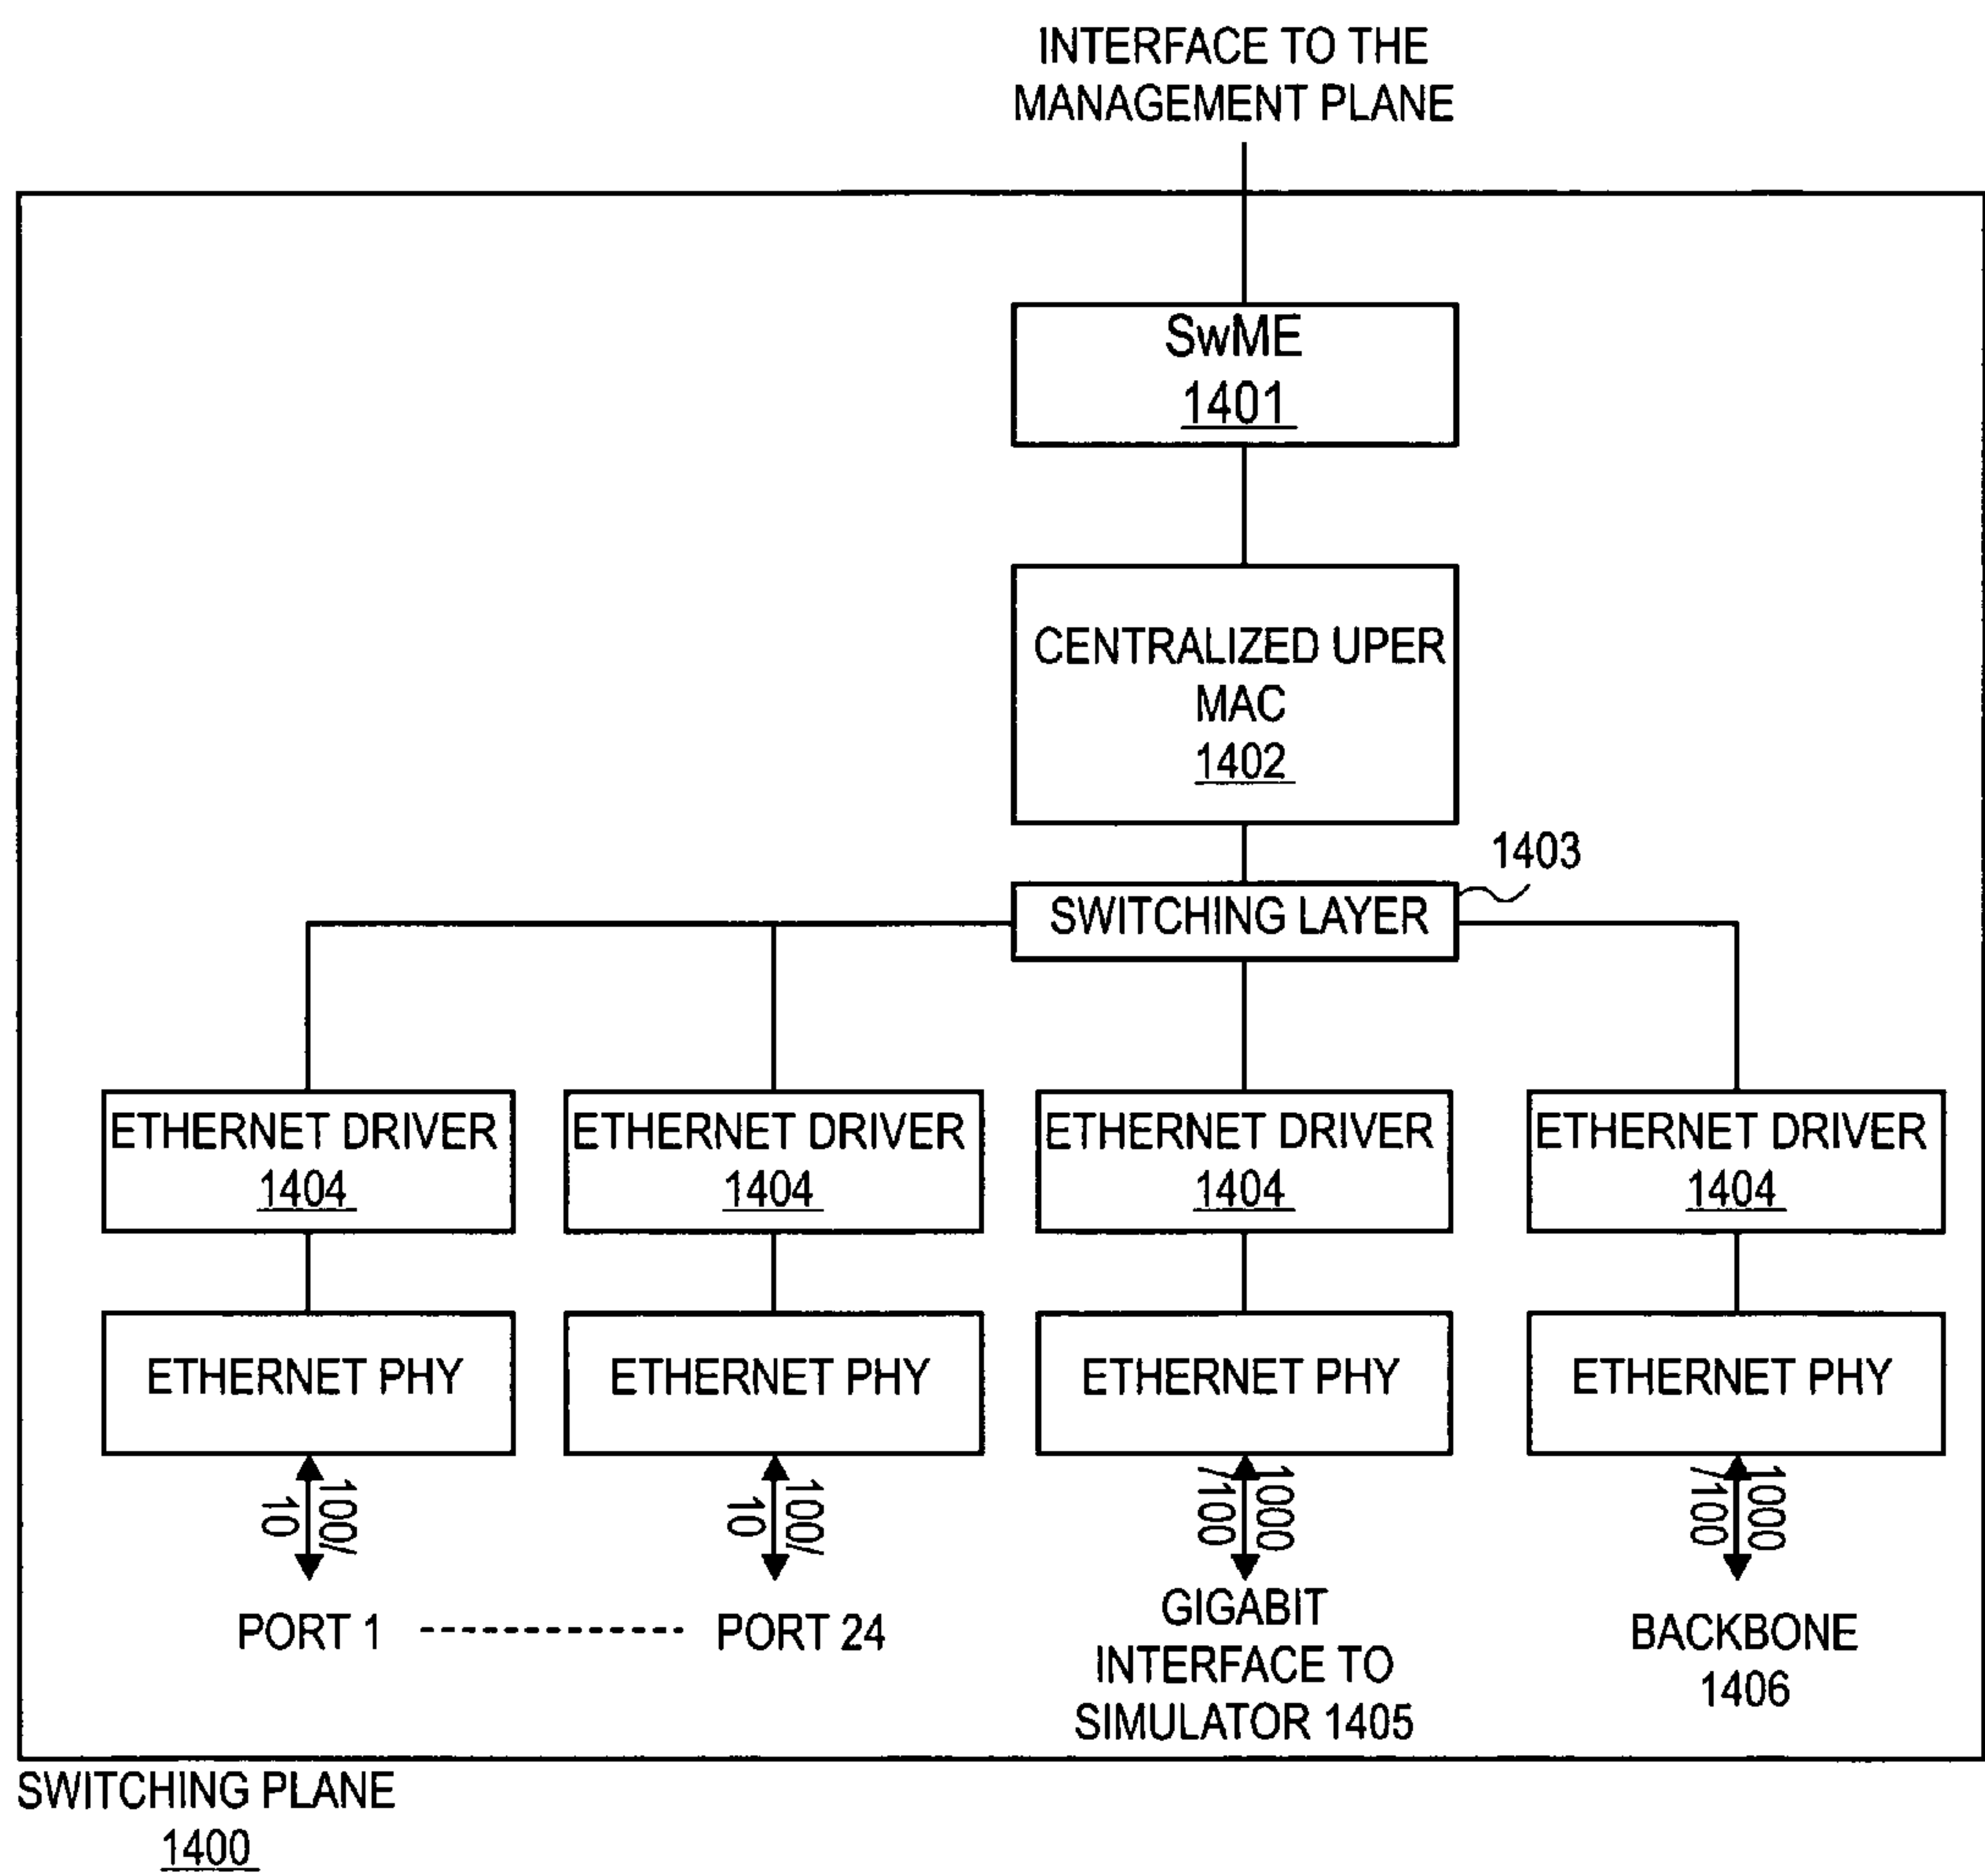 INTERFACE TO THE
MANAGEMENT PLANE
SwME
1401
CENTRALIZED UPER
MAC
1402
1403
SWITCHING LAYER
ETHERNET DRIVER
1404
ETHERNET DRIVER
1404
ETHERNET DRIVER
1404
ETHERNET DRIVER
1404
ETHERNET PHY
ETHERNET PHY
ETHERNET PHY
ETHERNET PHY
100/
10
100/
10
1000
/100
1000
/100
PORT 1
PORT 24
GIGABIT
INTERFACE TO
SIMULATOR 1405
BACKBONE
1406
SWITCHING PLANE
1400